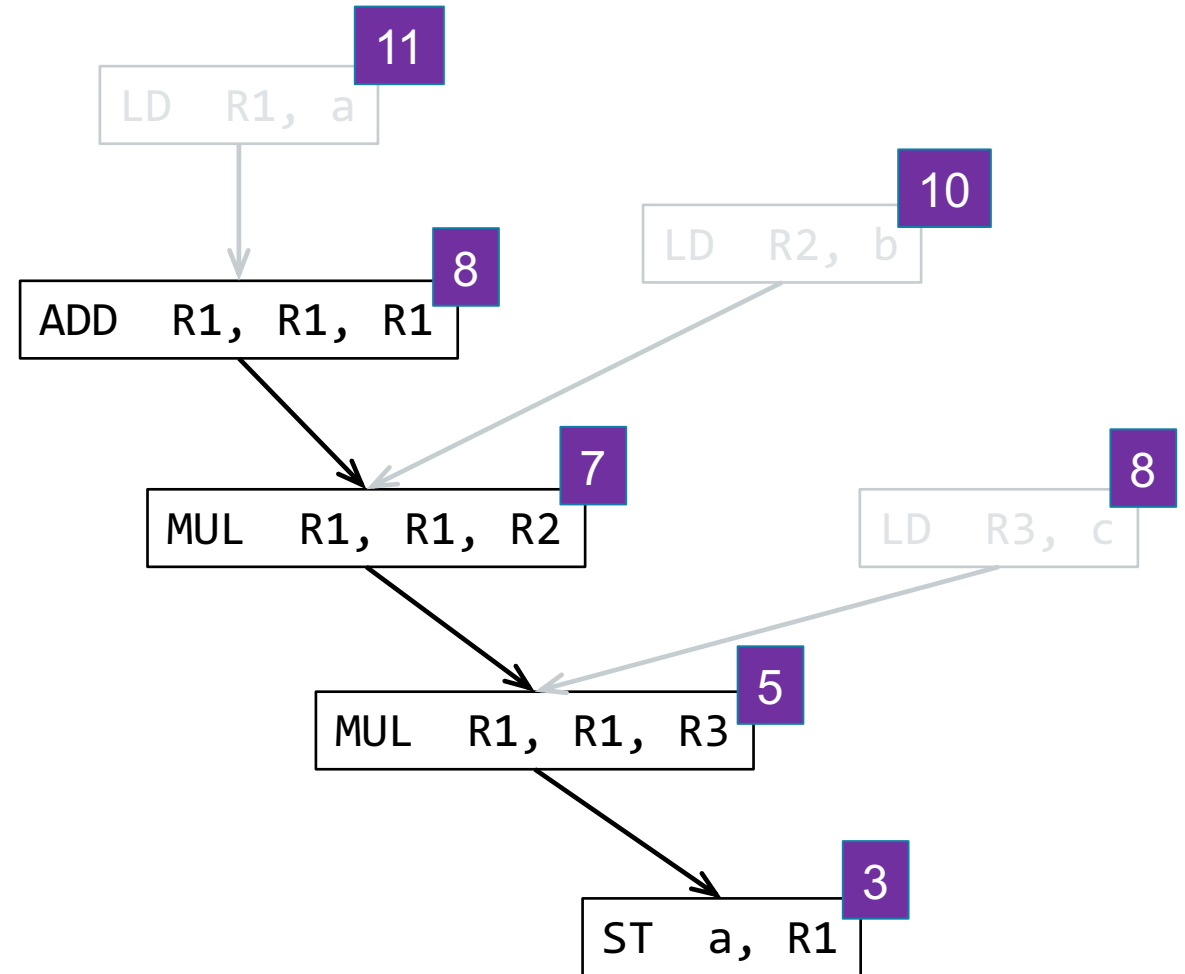 11
LD R1, a
10
LD R2, b
8
ADD R1, R1, R1
7
MUL R1, R1, R2
8
LD R3, c
5
MUL R1, R1, R3
3
ST a, R1